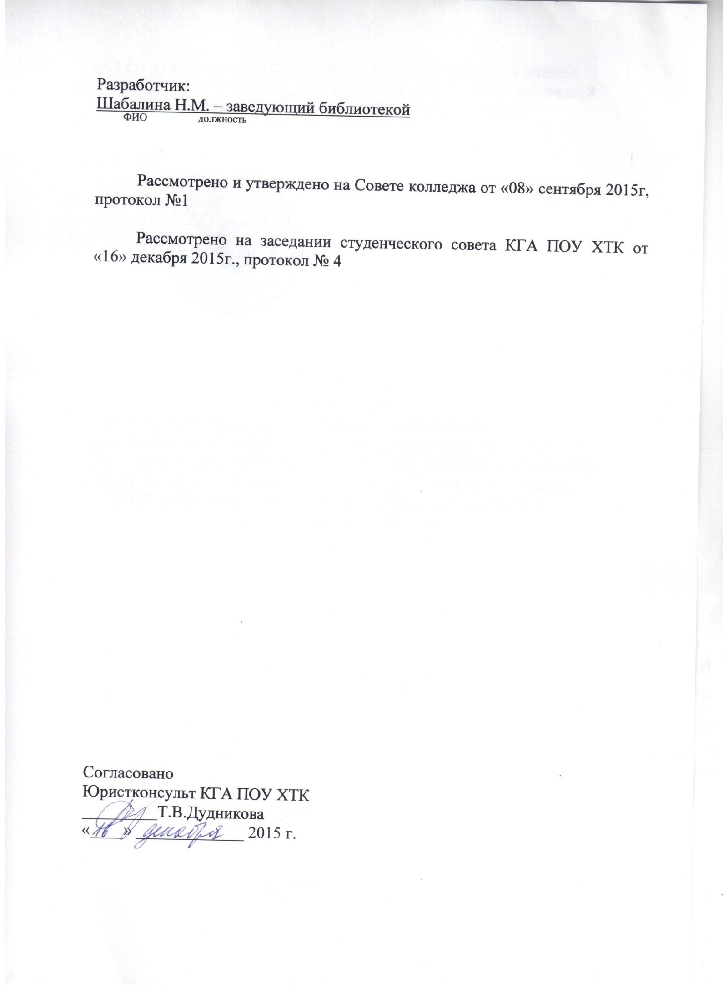 Разработчик:
Шабалина Н.М. – заведующий библиотекой
ФИО должность
Рассмотрено и утверждено на Совете колледжа от «08» сентября 2015г,
протокол №1
Рассмотрено на заседании студенческого совета КГА ПОУ ХТК от
«16» декабря 2015г., протокол № 4
Согласовано
Юристконсульт КГА ПОУ ХТК
_________Т.В.Дудникова
«16» декабря 2015 г.